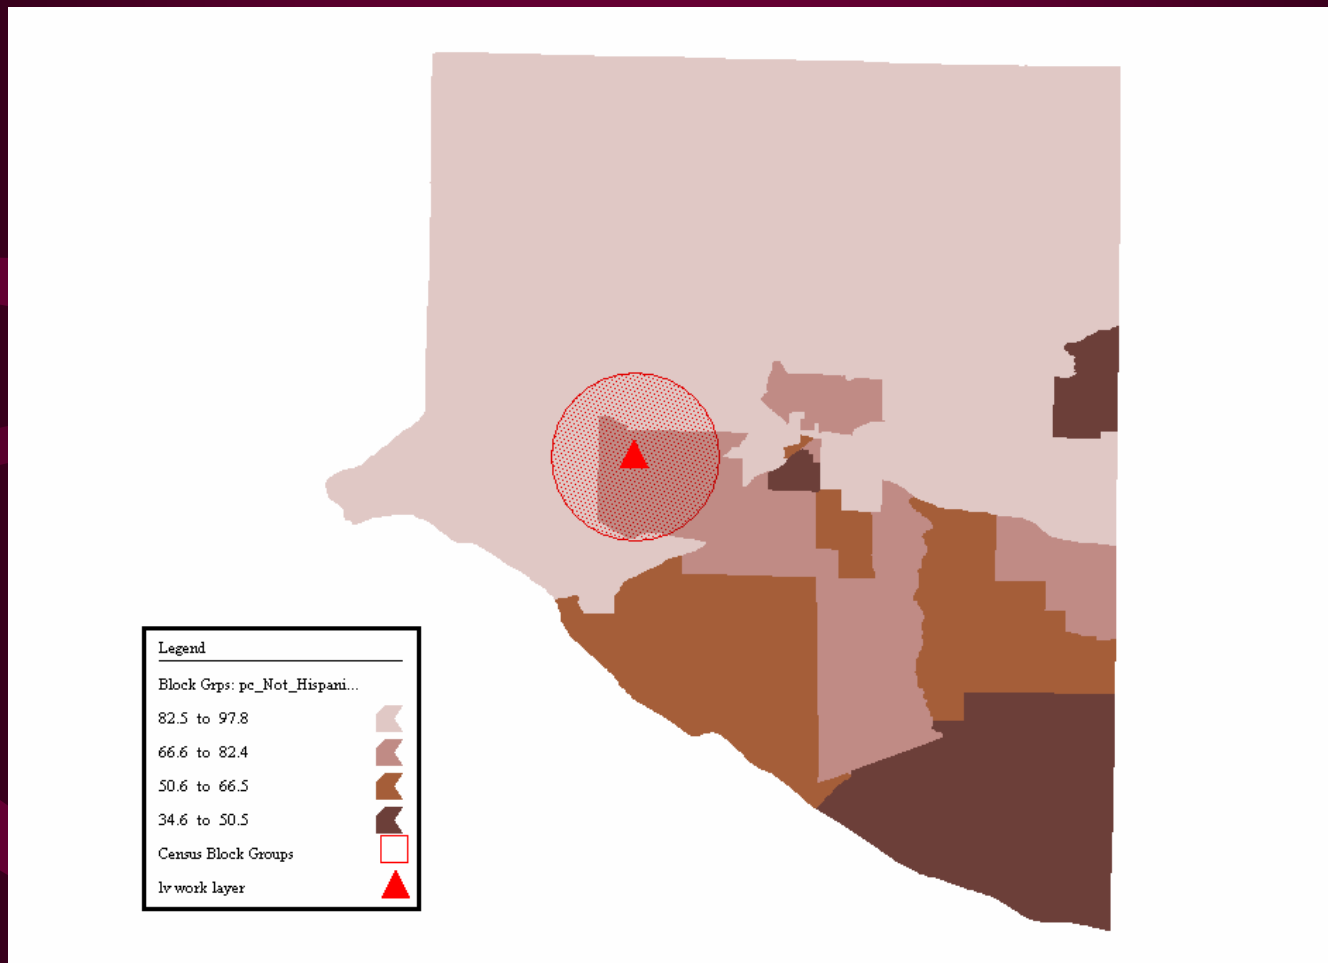 Legend
Block Grps: pc_Not_Hispani...
82.5 to 97.8
66.6 to 82.4
50.6 to 66.5
34.6 to 50.5
Census Block Groups
lv work layer